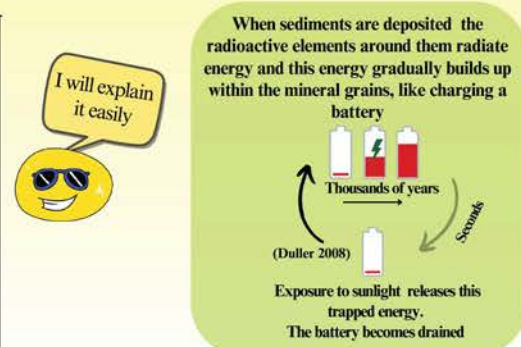 I will explain
it easily
When sediments are deposited the
radioactive elements around them radiate
energy and this energy gradually builds up
within the mineral grains, like charging a
battery
Thousands of years
Seconds
(Duller 2008)
Exposure to sunlight releases this
trapped energy.
The battery becomes drained